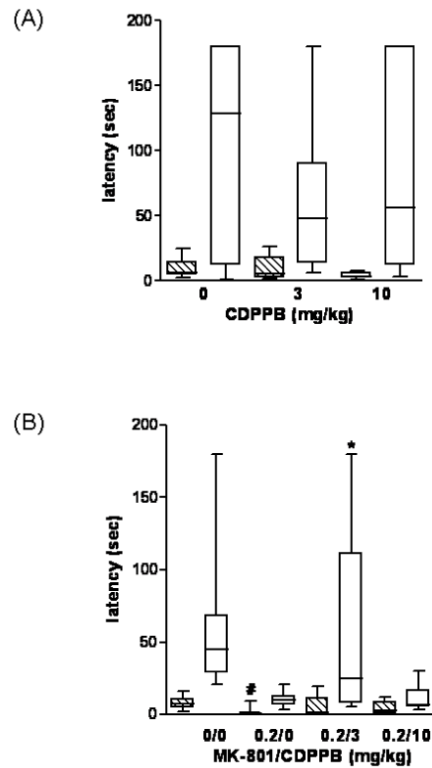 (A)
200
150
100
50
0
latency (sec)
0 3 10
CDPPB (mg/kg)
(B)
200
150
100
50
0
latency (sec)
#
*
0/0 0.2/0 0.2/3 0.2/10
MK-801/CDPPB (mg/kg)